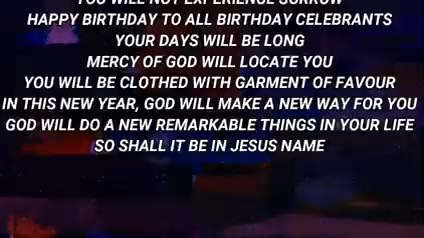 YOU WILL NOT EXPERIENCE SORROW
HAPPY BIRTHDAY TO ALL BIRTHDAY CELEBRANTS
YOUR DAYS WILL BE LONG
MERCY OF GOD WILL LOCATE YOU
YOU WILL BE CLOTHED WITH GARMENT OF FAVOUR
IN THIS NEW YEAR, GOD WILL MAKE A NEW WAY FOR YOU
GOD WILL DO A NEW REMARKABLE THINGS IN YOUR LIFE
SO SHALL IT BE IN JESUS NAME